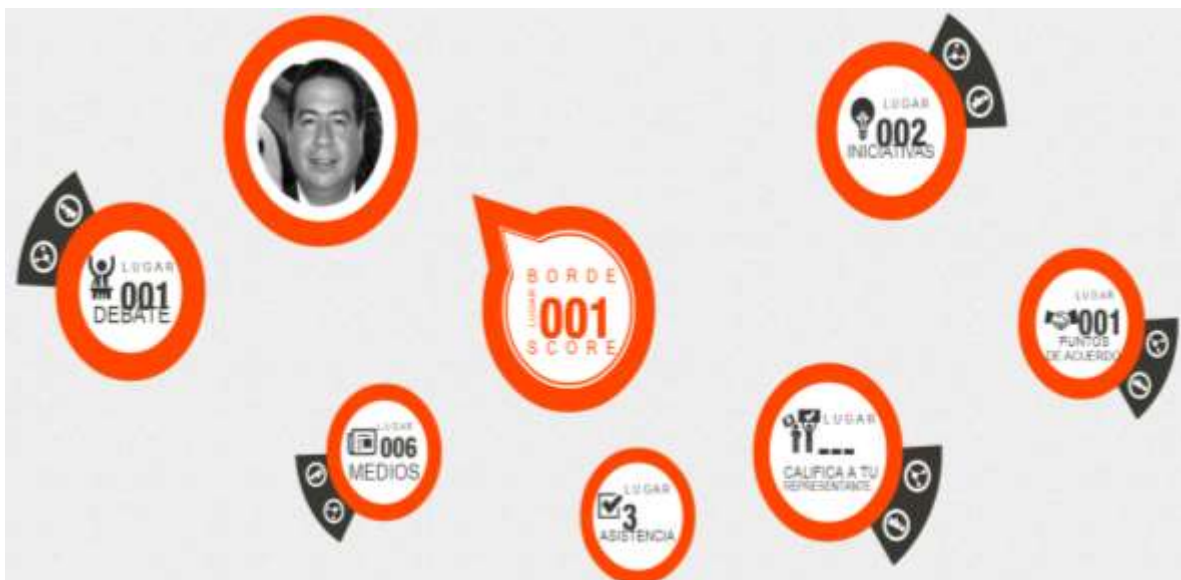 LUGAR
002
INICIATIVAS
LUGAR
001
DEBATE
BORDE
LUGAR
001
SCORE
LUGAR
001
PUNTOS
DE ACUERDO
LUGAR
006
MEDIOS
LUGAR
---
CALIFICA A TU
REPRESENTANTE
LUGAR
3
ASISTENCIA